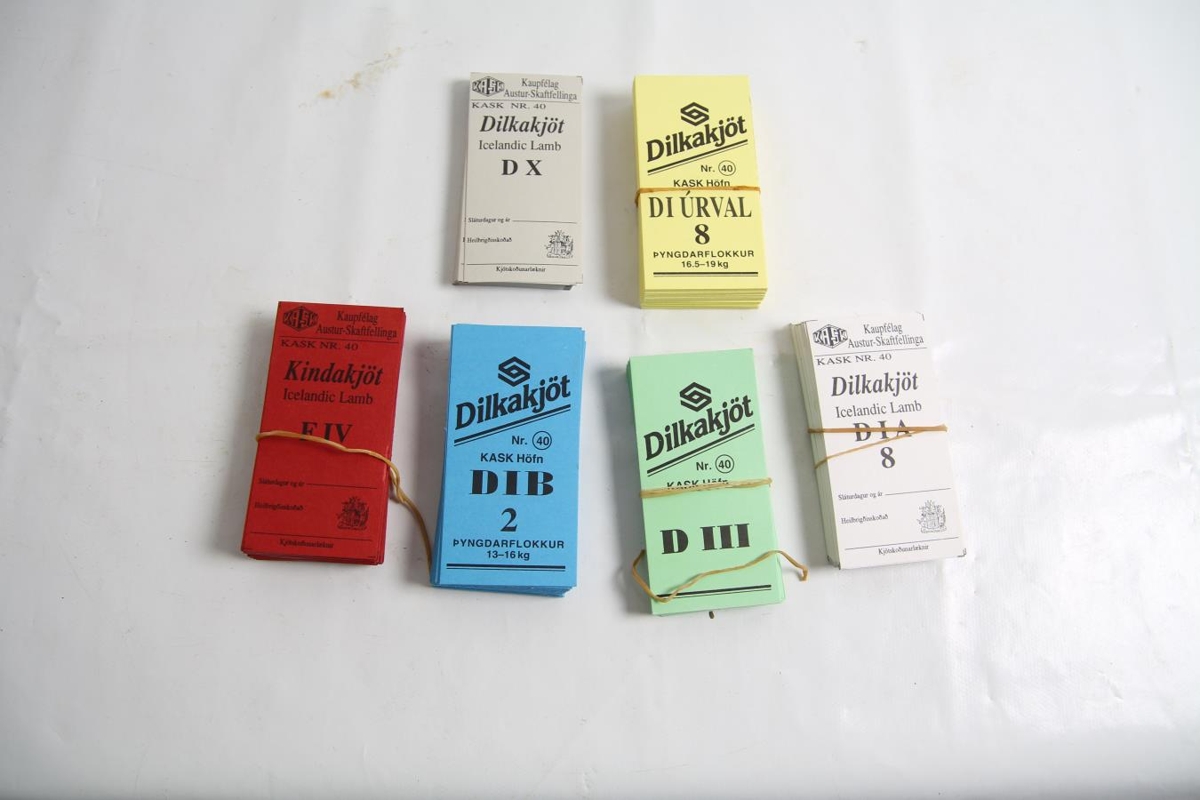 KASK
Kaupfélag
Austur-Skaftfellinga
KASK NR. 40
Dilkakjöt
Icelandic Lamb
D X
Sláturdagur og ár
Heilbrigðisskoðað
Kjötskoðunarlæknir
Dilkakjöt
Nr. 40
KASK Höfn
DI ÚRVAL
8
ÞYNGDARFLOKKUR
16.5–19 kg
KASK
Kaupfélag
Austur-Skaftfellinga
KASK NR. 40
Kindakjöt
Icelandic Lamb
F IV
Sláturdagur og ár
Heilbrigðisskoðað
Kjötskoðunarlæknir
Dilkakjöt
Nr. 40
KASK Höfn
DIB
2
ÞYNGDARFLOKKUR
13–16 kg
Dilkakjöt
Nr. 40
KASK Höfn
D III
KASK
Kaupfélag
Austur-Skaftfellinga
KASK NR. 40
Dilkakjöt
Icelandic Lamb
D I A
8
Sláturdagur og ár
Heilbrigðisskoðað
Kjötskoðunarlæknir